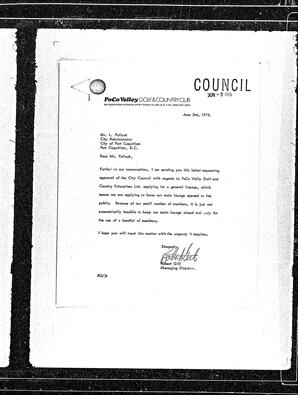 COUNCIL
PoCo Valley GOLF & COUNTRY CLUB
June 3rd, 1975.
Mr. L. Pollock
City Administrator
City of Port Coquitlam
Port Coquitlam, B.C.
Dear Mr. Pollock,
Further to our conversation, I am sending you this letter requesting
approval of the City Council with regards to PoCo Vally Golf and
Country Enterprises Ltd. applying for a general license, which
means we are applying to have our main lounge opened to the
public. Because of our small number of members, it is just not
economically feasible to keep our main lounge closed and only for
the use of a handful of members.
I hope you will treat this matter with the urgency it requires.
Sincerely,
Robert Gill
Managing Director.